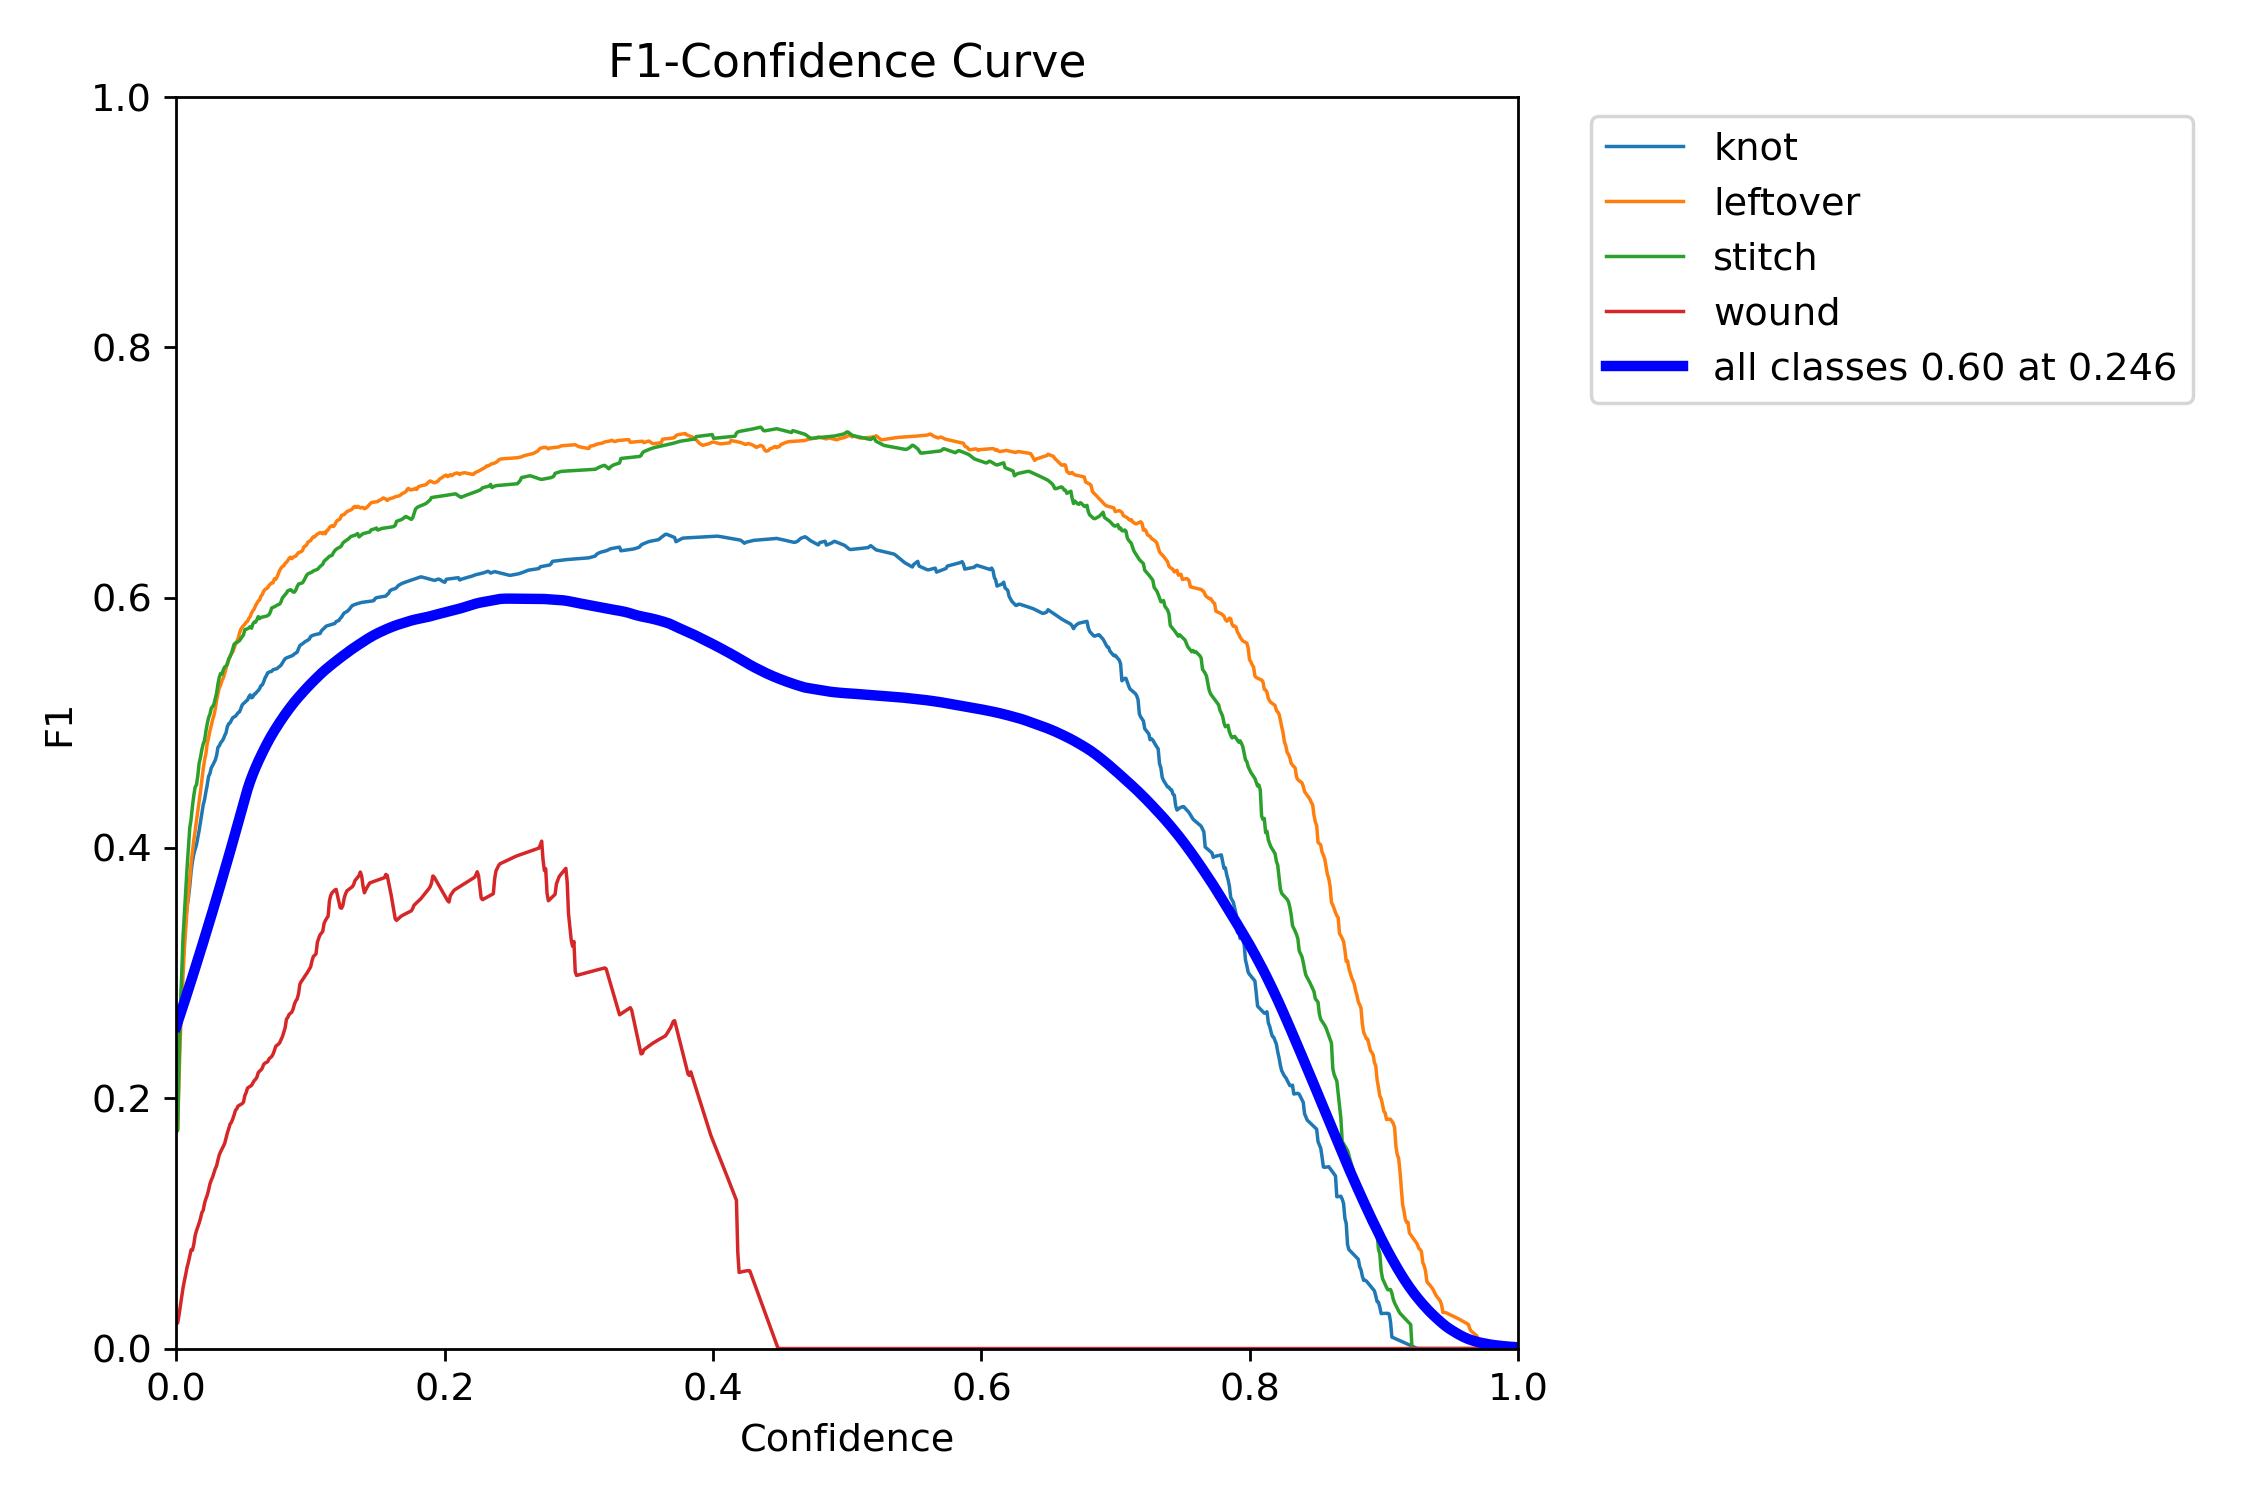 F1-Confidence Curve
1.0
0.8
0.6
0.4
0.2
0.0
F1
0.0 0.2 0.4 0.6 0.8 1.0
Confidence
knot
leftover
stitch
wound
all classes 0.60 at 0.246